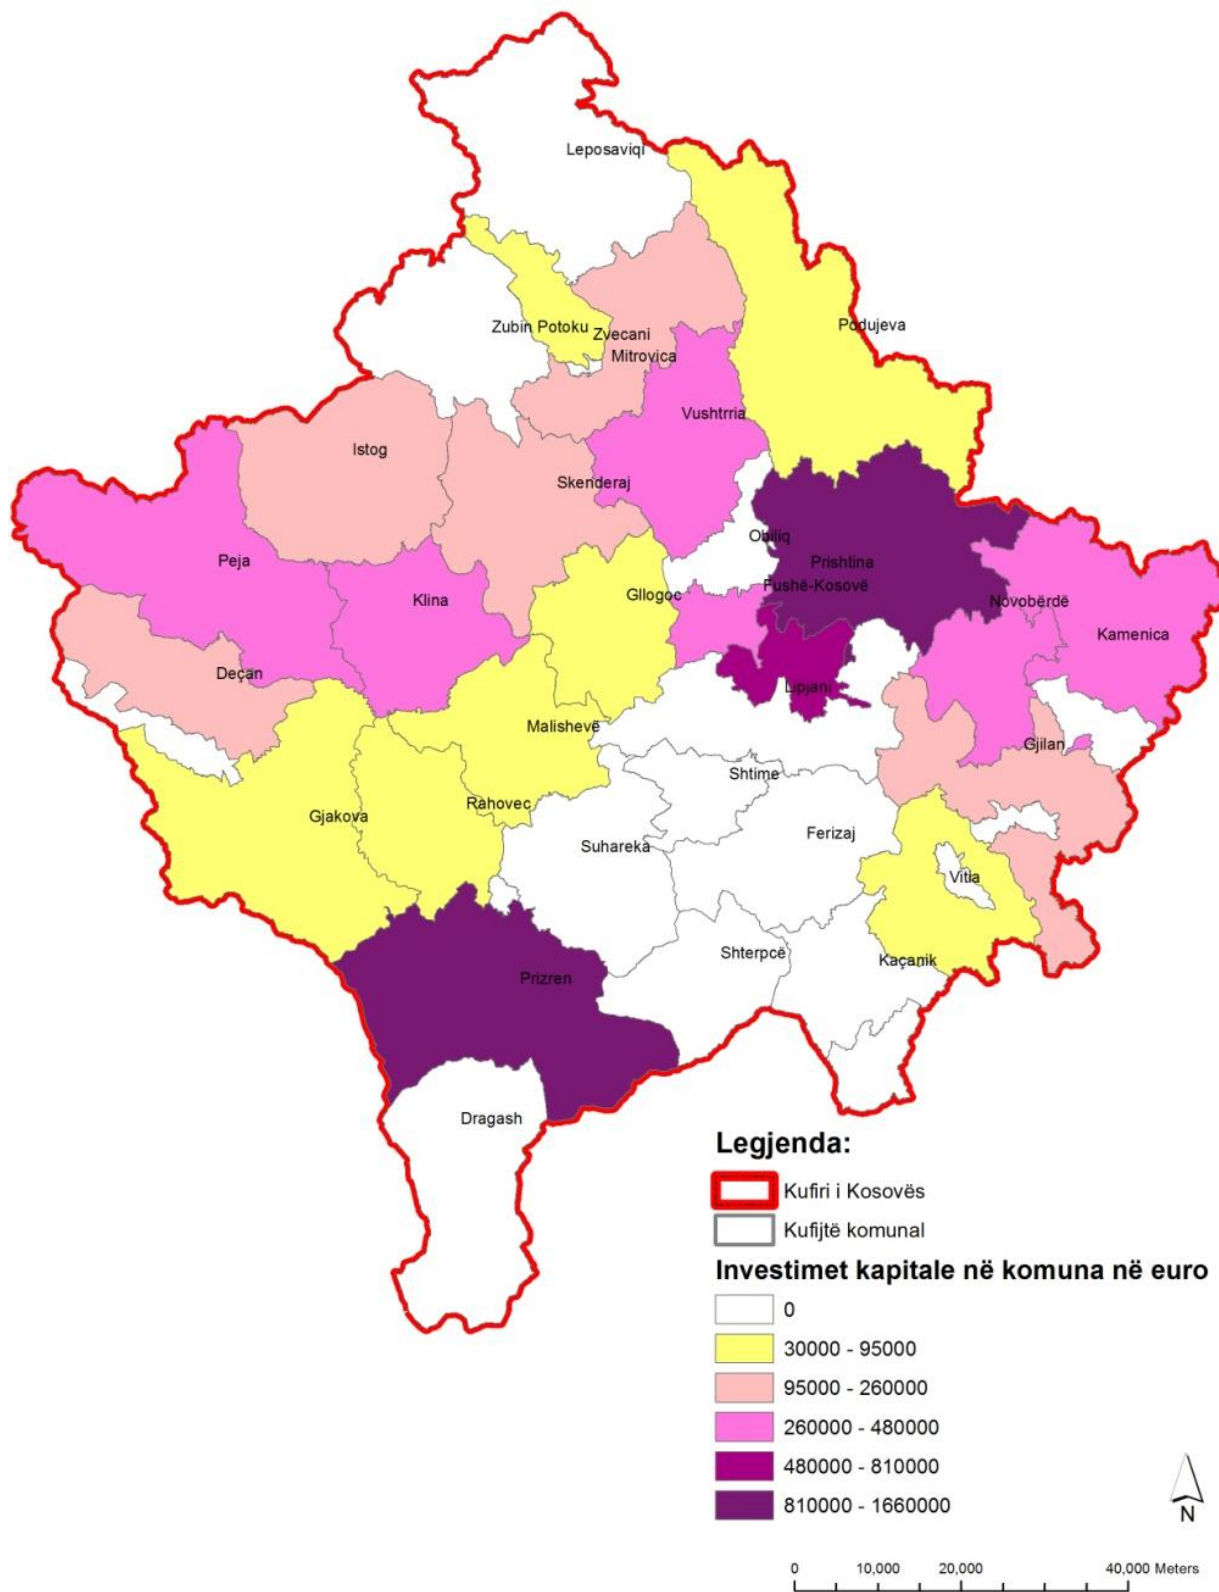 Leposaviqi
Podujeva
Zubin Potoku
Zvecani
Mitrovica
Vushtrria
Istog
Skenderaj
Obiliq
Peja
Prishtina
Klina
Gllogoc
Fushë-Kosovë
Novobërdë
Kamenica
Deçan
Lipjani
Malishevë
Gjilan
Shtime
Rahovec
Gjakova
Ferizaj
Suhareka
Vitia
Shterpcë
Kaçanik
Prizren
Dragash
Legjenda:
Kufiri i Kosovës
Kufijtë komunal
Investimet kapitale në komuna në euro
0
30000 - 95000
95000 - 260000
260000 - 480000
480000 - 810000
810000 - 1660000
N
0 10,000 20,000 40,000 Meters